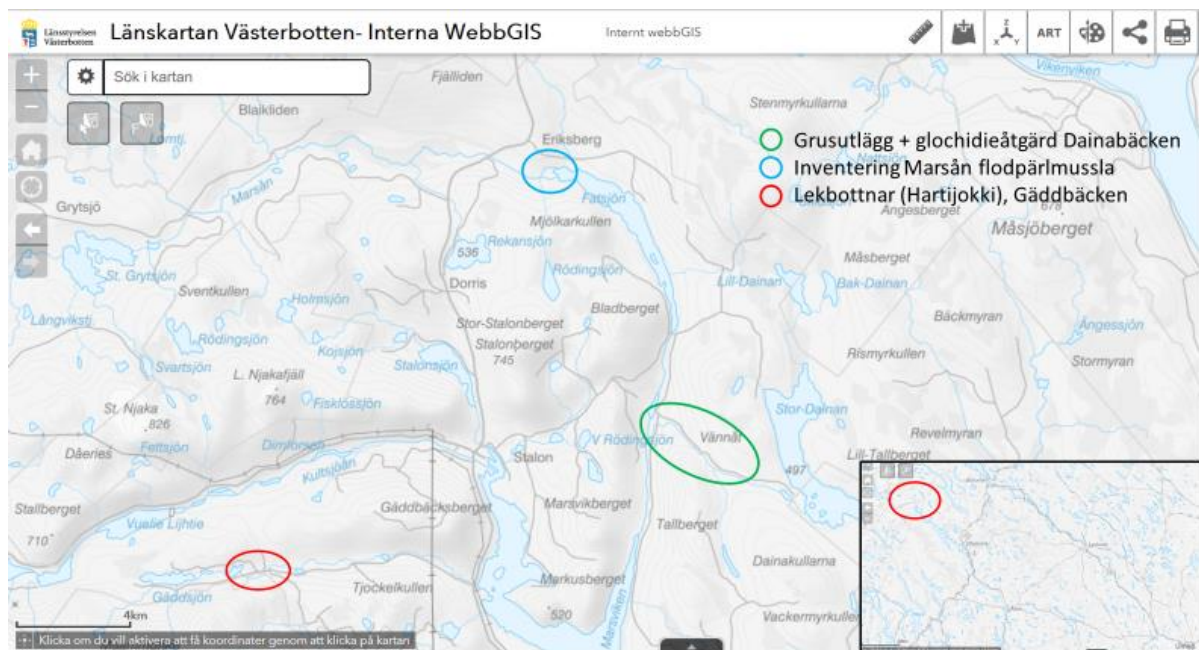 Länsstyrelsen
Västerbotten
Länskartan Västerbotten- Interna WebbGIS
Internt webbGIS
ART
Sök i kartan
Fjälliden
Vikenviken
Blaikliden
Stenmyrkullarna
Eriksberg
Grusutlägg + glochidieåtgärd Dainabäcken
Inventering Marsån flodpärlmussla
Lekbottnar (Hartijokki), Gäddbäcken
Marsån
Fatsjön
Grytsjö
Ängesberget
678
Mjölkarkullen
Måsjöberget
Rekansjön
536
Rödingsjön
Måsberget
St. Grytsjön
Dorris
Lill-Dainan
Bak-Dainan
Sventkullen
Holmsjön
Bladberget
Långvikstj
Stor-Stalonberget
Bäckmyran
Ängessjön
Rödingsjön
Kojsjön
Stalonberget
745
Svartsjön
Stalonsjön
Rismyrkullen
Stormyran
L. Njakafjäll
764
Fisklössjön
St. Njaka
826
Stor-Dainan
Dimforsen
V Rödingsjön
Vännåt
Revelmyran
Dåeries
Fettsjön
Stalon
Lill-Tallberget
Kultsjöån
497
Stallberget
Gäddbäcksberget
Marsvikberget
Vualie Lijhtie
Tallberget
710
Dainakullarna
Gäddsjön
Tjockelkullen
Markusberget
4km
520
Marsviken
Vackermyrkullen
Klicka om du vill aktivera att få koordinater genom att klicka på kartan